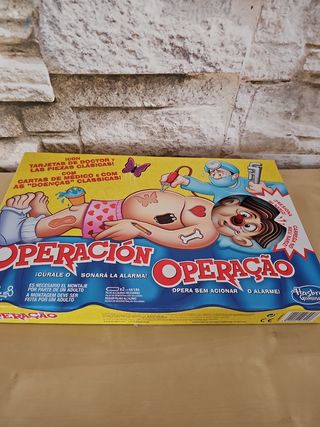 ¡CON
TARJETAS DE DOCTOR Y
LAS PIEZAS CLÁSICAS!
COM
CARTAS DE MÉDICO E COM
AS "DOENÇAS" CLÁSSICAS!
OPERACIÓN
¡CÚRALE O SONARÁ LA ALARMA!
OPERAÇÃO
OPERA SEM ACIONAR O ALARME!
ES NECESARIO EL MONTAJE
POR PARTE DE UN ADULTO
A MONTAGEM DEVE SER
FEITA POR UM ADULTO
Hasbro
Gaming
OPERAÇÃO
CE